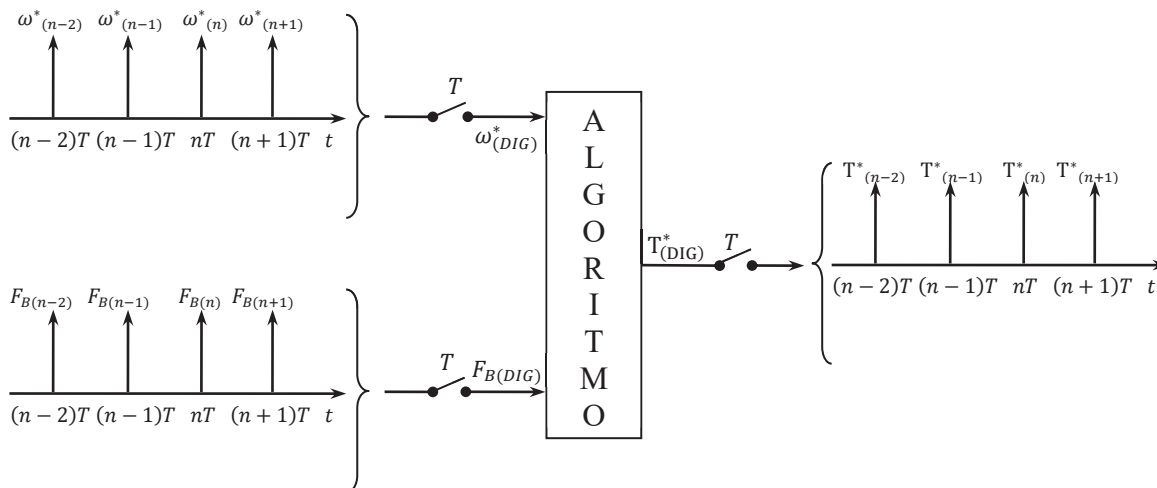 ω*(n−2) ω*(n−1) ω*(n) ω*(n+1)
(n − 2)T (n − 1)T nT (n + 1)T t
T
ω*(DIG)
F_B(n−2) F_B(n−1) F_B(n) F_B(n+1)
(n − 2)T (n − 1)T nT (n + 1)T t
T
F_B(DIG)
A
L
G
O
R
I
T
M
O
T*(DIG)
T
T*(n−2) T*(n−1) T*(n) T*(n+1)
(n − 2)T (n − 1)T nT (n + 1)T t